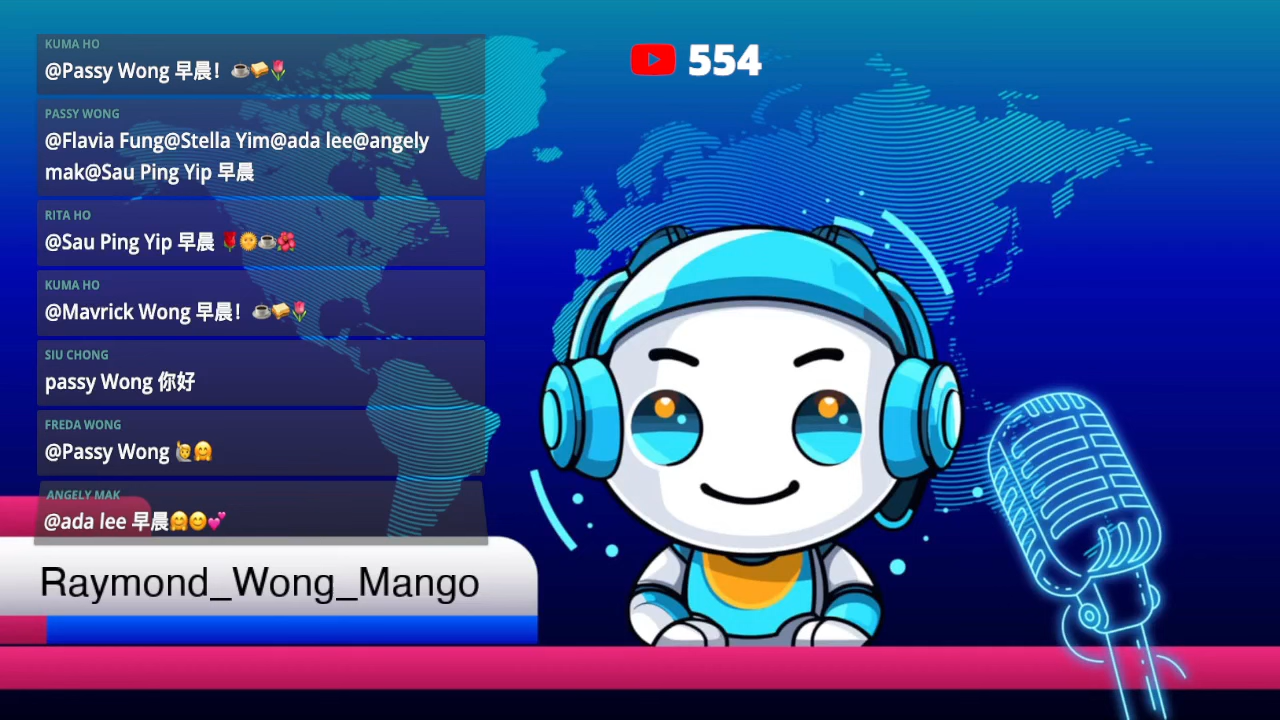 KUMA HO
@Passy Wong 早晨！☕🥪🌷
PASSY WONG
@Flavia Fung@Stella Yim@ada lee@angely
mak@Sau Ping Yip 早晨
RITA HO
@Sau Ping Yip 早晨 🌹🌞☕🌺
KUMA HO
@Mavrick Wong 早晨！☕🥪🌷
SIU CHONG
passy Wong 你好
FREDA WONG
@Passy Wong 🙋🤗
ANGELY MAK
@ada lee 早晨🤗😊💕
Raymond_Wong_Mango
554